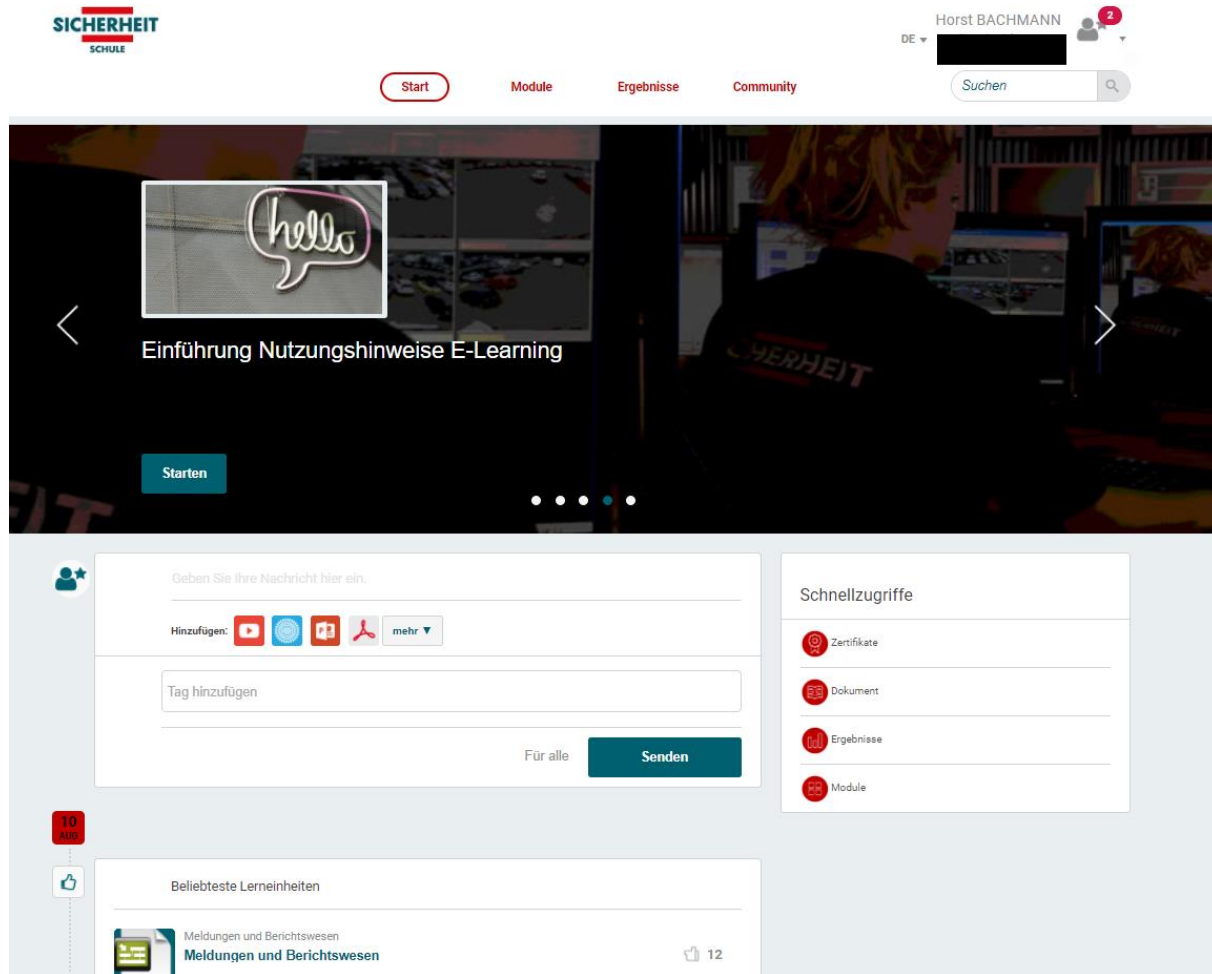 SICHERHEIT
SCHULE
Horst BACHMANN
2
DE
Start
Module
Ergebnisse
Community
Suchen
hello
Einführung Nutzungshinweise E-Learning
HERHEIT
Starten
EIT
Geben Sie Ihre Nachricht hier ein.
Hinzufügen:
mehr
Tag hinzufügen
Für alle
Senden
Schnellzugriffe
Zertifikate
Dokument
Ergebnisse
Module
10
AUG
Beliebteste Lerneinheiten
Meldungen und Berichtswesen
Meldungen und Berichtswesen
12